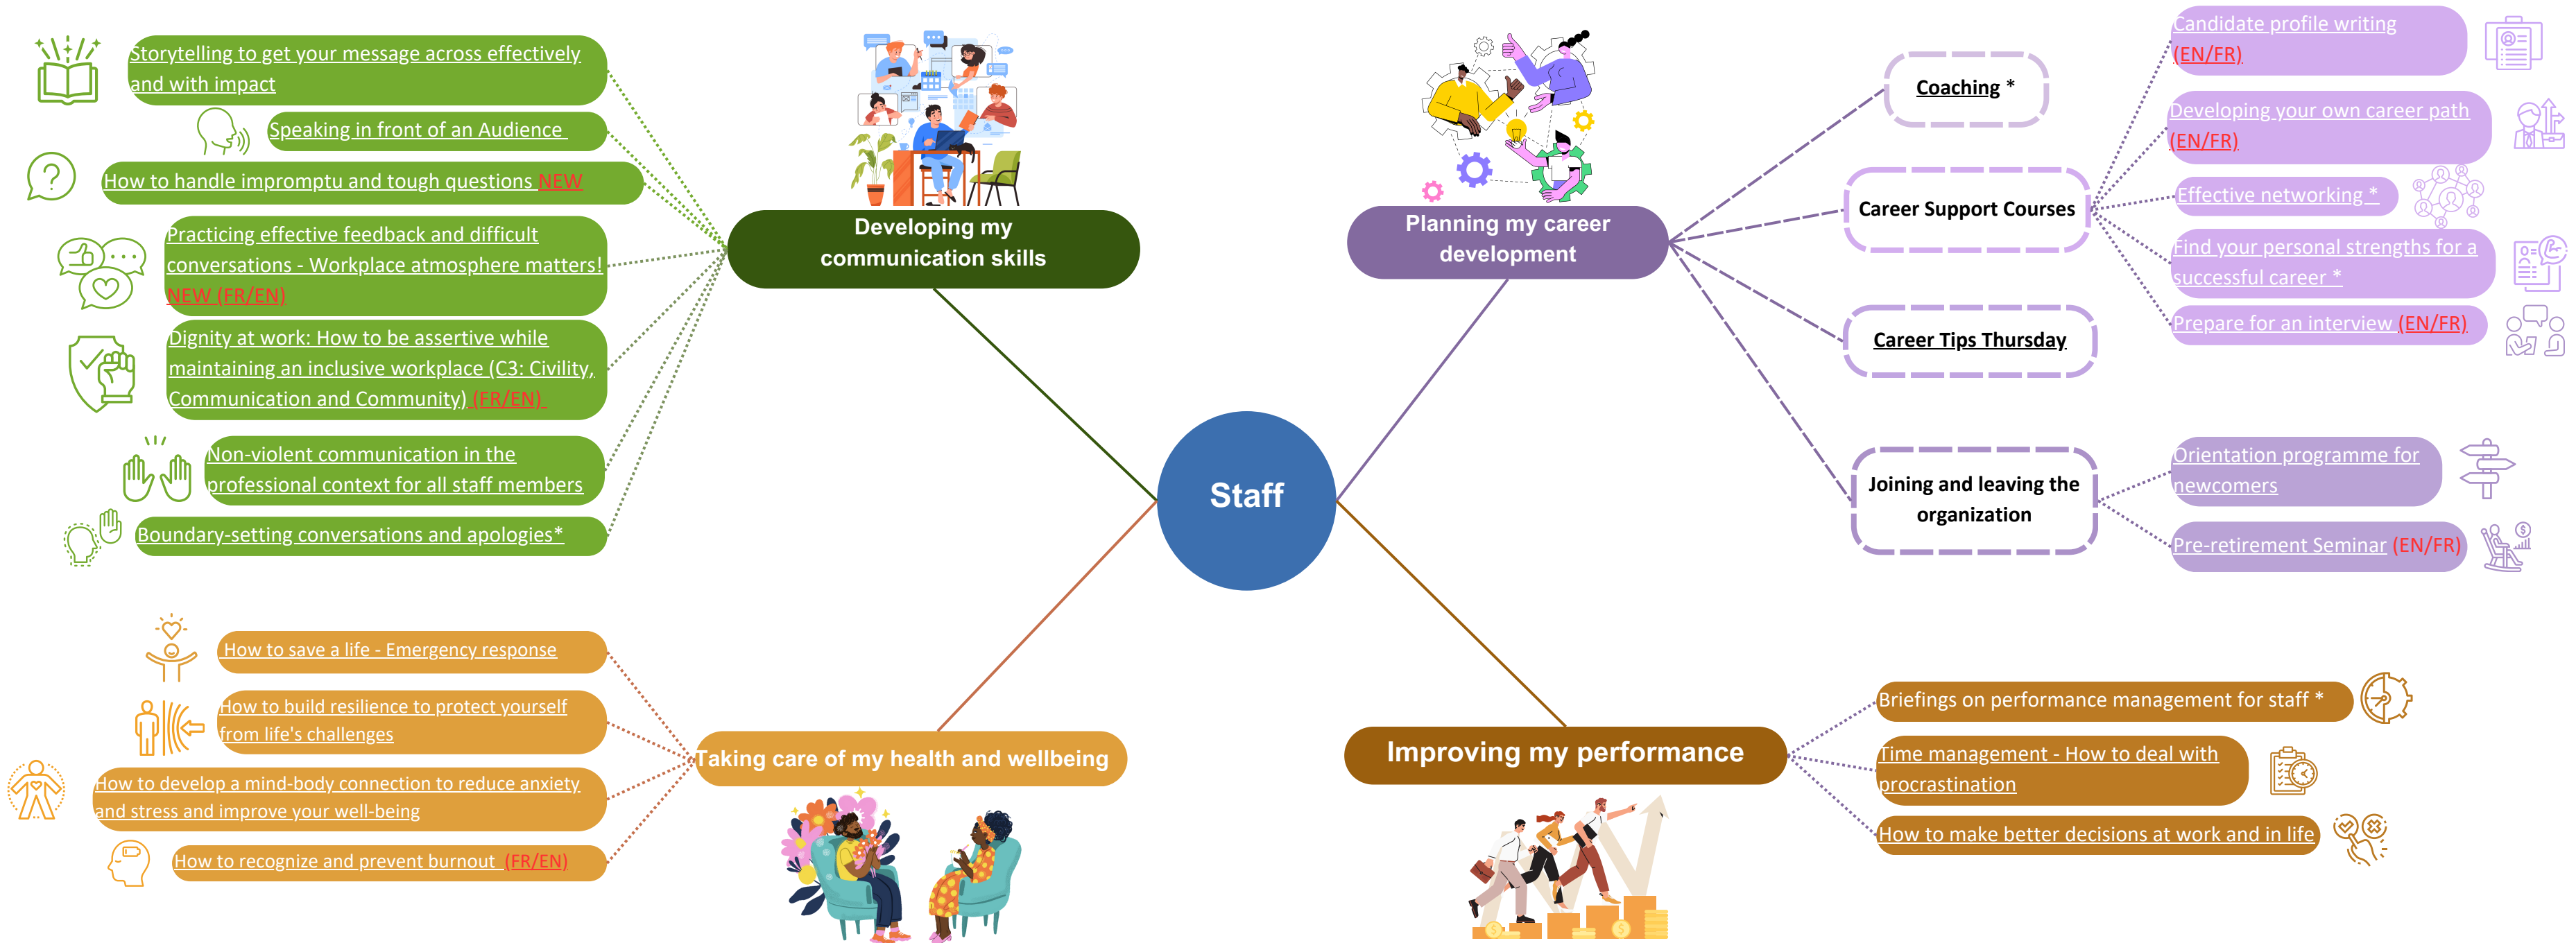 Storytelling to get your message across effectively
and with impact
Speaking in front of an Audience
How to handle impromptu and tough questions NEW
Practicing effective feedback and difficult
conversations - Workplace atmosphere matters!
NEW (FR/EN)
Dignity at work: How to be assertive while
maintaining an inclusive workplace (C3: Civility,
Communication and Community) (FR/EN)
Non-violent communication in the
professional context for all staff members
Boundary-setting conversations and apologies*
Developing my
communication skills
Planning my career
development
Coaching *
Career Support Courses
Career Tips Thursday
Joining and leaving the
organization
Candidate profile writing
(EN/FR)
Developing your own career path
(EN/FR)
Effective networking *
Find your personal strengths for a
successful career *
Prepare for an interview (EN/FR)
Orientation programme for
newcomers
Pre-retirement Seminar (EN/FR)
Staff
How to save a life - Emergency response
How to build resilience to protect yourself
from life's challenges
How to develop a mind-body connection to reduce anxiety
and stress and improve your well-being
How to recognize and prevent burnout (FR/EN)
Taking care of my health and wellbeing
Improving my performance
Briefings on performance management for staff *
Time management - How to deal with
procrastination
How to make better decisions at work and in life